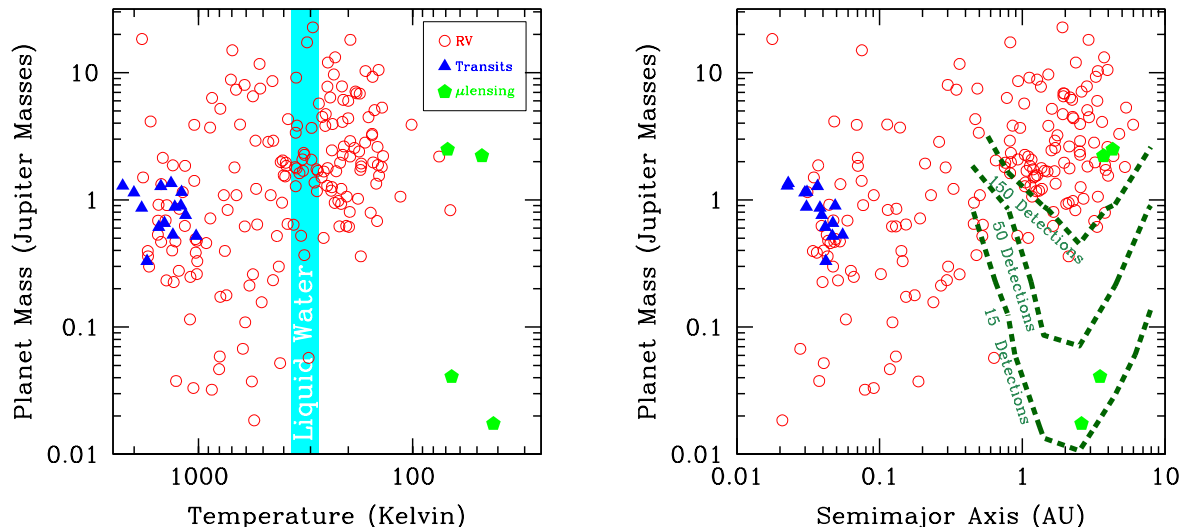 Planet Mass (Jupiter Masses)
10
1
0.1
0.01
1000
100
Temperature (Kelvin)
Liquid Water
RV
Transits
μlensing
Planet Mass (Jupiter Masses)
10
1
0.1
0.01
0.01
0.1
1
10
Semimajor Axis (AU)
150 Detections
50 Detections
15 Detections